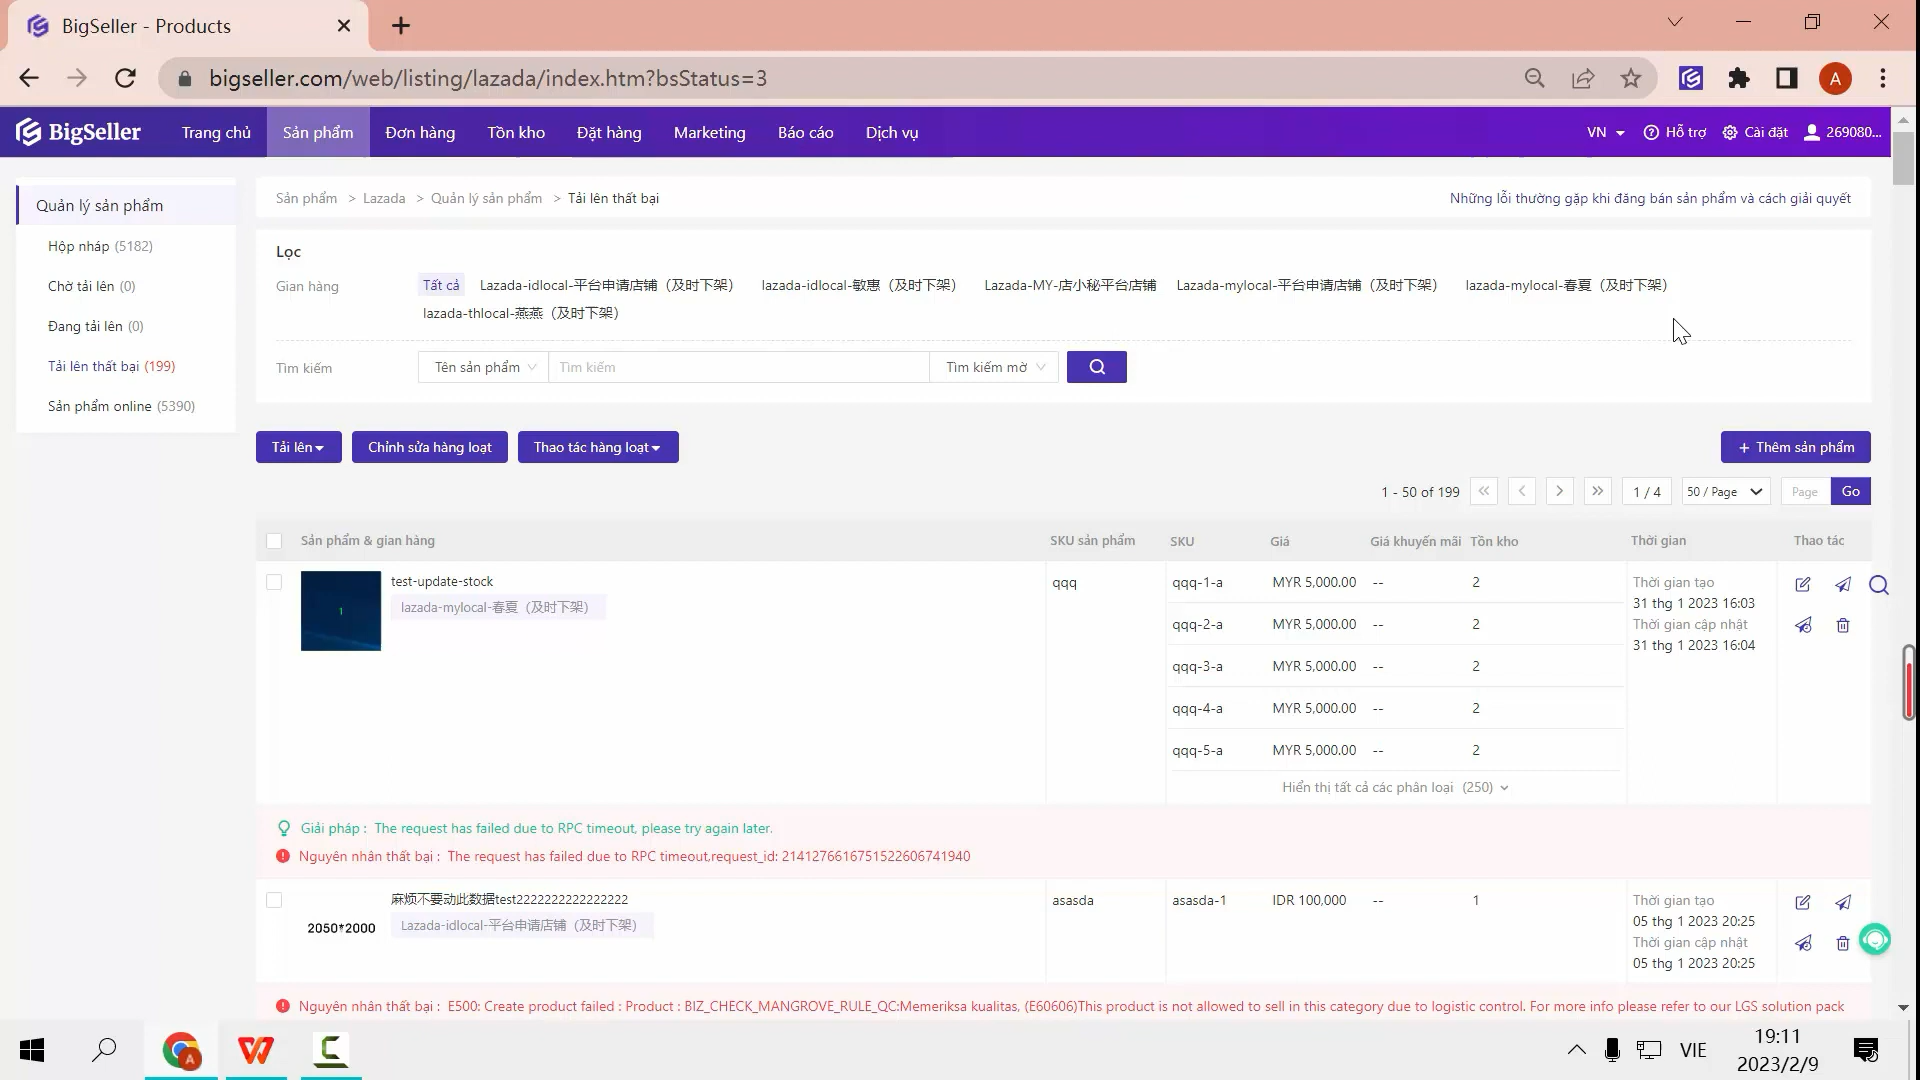 BigSeller - Products
bigseller.com/web/listing/lazada/index.htm?bsStatus=3
A
BigSeller
Trang chủ
Sản phẩm
Đơn hàng
Tồn kho
Đặt hàng
Marketing
Báo cáo
Dịch vụ
VN
Hỗ trợ
Cài đặt
269080...
Quản lý sản phẩm
Hộp nháp (5182)
Chờ tải lên (0)
Đang tải lên (0)
Tải lên thất bại (199)
Sản phẩm online (5390)
Sản phẩm > Lazada > Quản lý sản phẩm > Tải lên thất bại
Những lỗi thường gặp khi đăng bán sản phẩm và cách giải quyết
Lọc
Gian hàng
Tất cả Lazada-idlocal-平台申请店铺（及时下架） lazada-idlocal-敏惠（及时下架） Lazada-MY-店小秘平台店铺 Lazada-mylocal-平台申请店铺（及时下架） lazada-mylocal-春夏（及时下架）
lazada-thlocal-燕燕（及时下架）
Tìm kiếm
Tên sản phẩm
Tìm kiếm
Tìm kiếm mờ
Tải lên
Chỉnh sửa hàng loạt
Thao tác hàng loạt
+ Thêm sản phẩm
1 - 50 of 199
1 / 4
50 / Page
Page
Go
Sản phẩm & gian hàng
SKU sản phẩm
SKU
Giá
Giá khuyến mãi
Tồn kho
Thời gian
Thao tác
1
test-update-stock
lazada-mylocal-春夏（及时下架）
qqq
qqq-1-a MYR 5,000.00 -- 2
qqq-2-a MYR 5,000.00 -- 2
qqq-3-a MYR 5,000.00 -- 2
qqq-4-a MYR 5,000.00 -- 2
qqq-5-a MYR 5,000.00 -- 2
Hiển thị tất cả các phân loại (250)
Thời gian tạo
31 thg 1 2023 16:03
Thời gian cập nhật
31 thg 1 2023 16:04
Giải pháp : The request has failed due to RPC timeout, please try again later.
Nguyên nhân thất bại : The request has failed due to RPC timeout,request_id: 2141276616751522606741940
2050*2000
麻烦不要动此数据test2222222222222222
Lazada-idlocal-平台申请店铺（及时下架）
asasda
asasda-1 IDR 100,000 -- 1
Thời gian tạo
05 thg 1 2023 20:25
Thời gian cập nhật
05 thg 1 2023 20:25
Nguyên nhân thất bại : E500: Create product failed : Product : BIZ_CHECK_MANGROVE_RULE_QC:Memeriksa kualitas, (E60606)This product is not allowed to sell in this category due to logistic control. For more info please refer to our LGS solution pack
VIE
19:11
2023/2/9